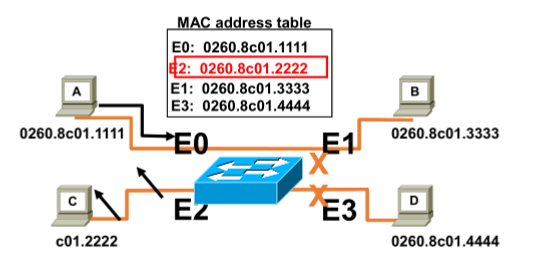 MAC address table
E0: 0260.8c01.1111
E2: 0260.8c01.2222
E1: 0260.8c01.3333
E3: 0260.8c01.4444
A
B
0260.8c01.1111
E0
E1
0260.8c01.3333
X
X
C
D
E2
E3
c01.2222
0260.8c01.4444